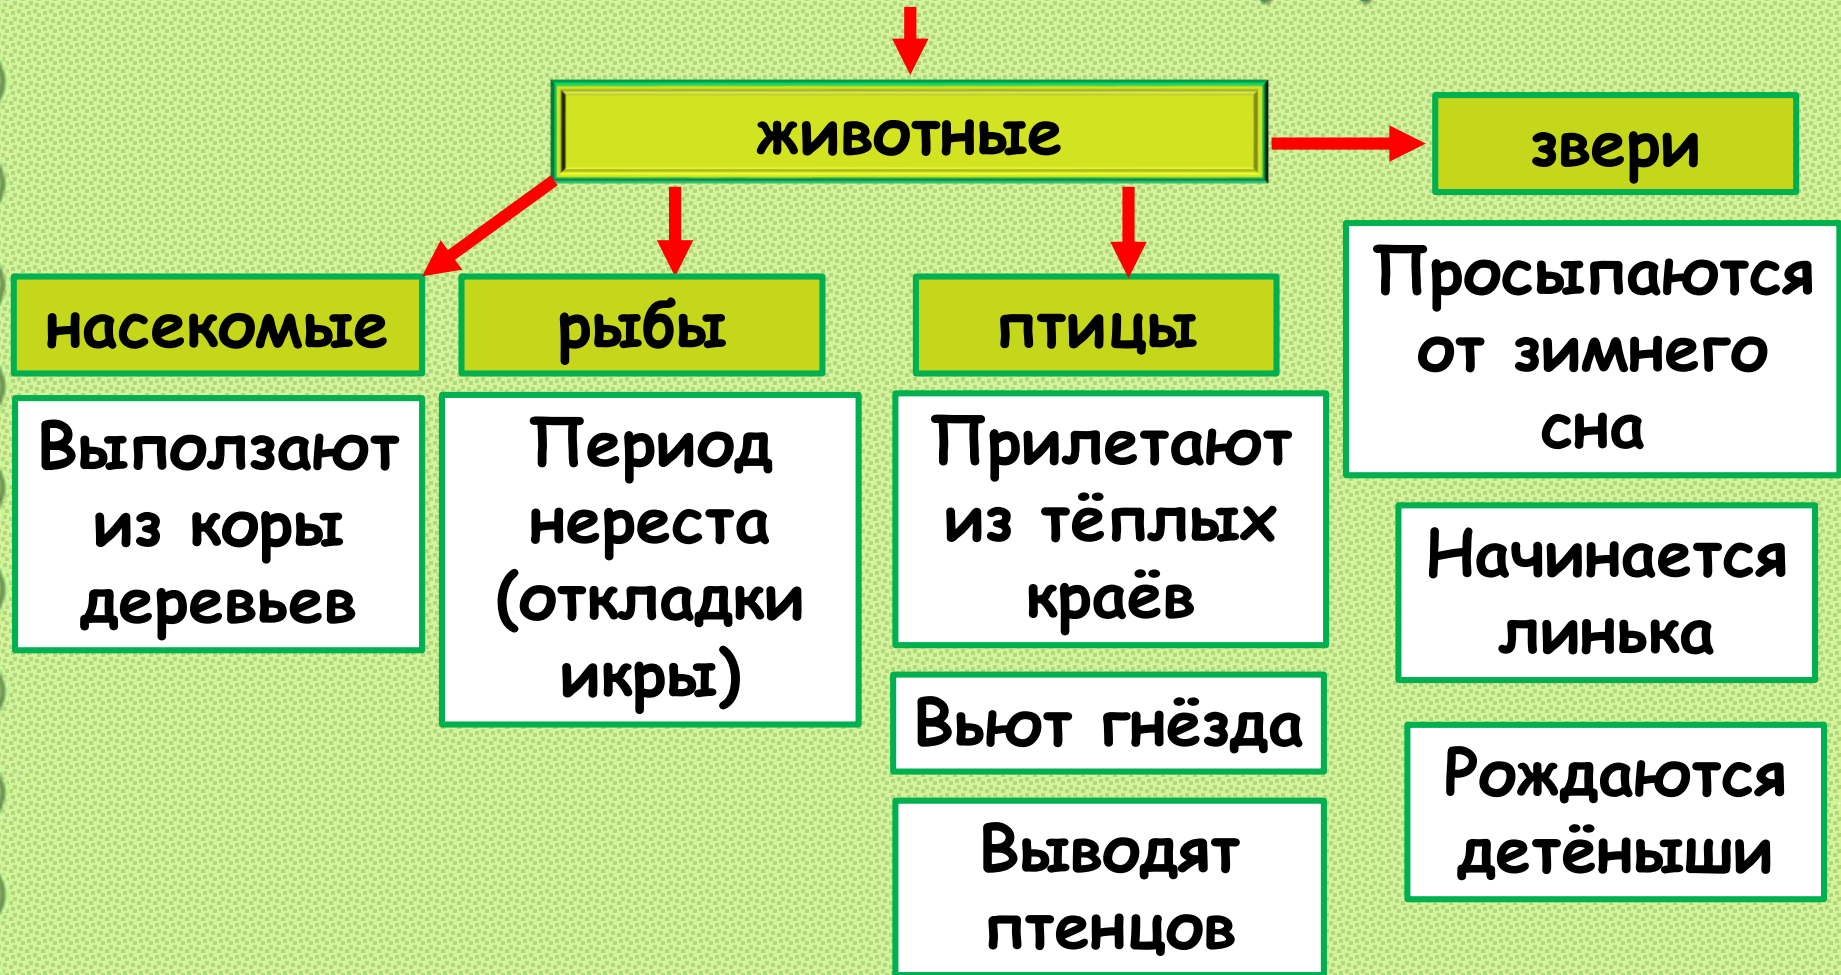 животные
звери
насекомые
рыбы
птицы
Выползают
из коры
деревьев
Период
нереста
(откладки
икры)
Прилетают
из тёплых
краёв
Вьют гнёзда
Выводят
птенцов
Просыпаются
от зимнего
сна
Начинается
линька
Рождаются
детёныши